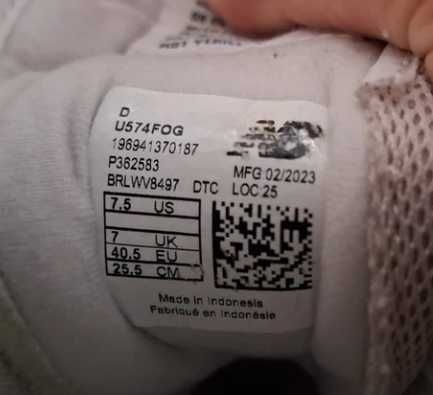 D
U574FOG
196941370187
P362583 MFG 02/2023
BRLWV8497 DTC LOC 25
7.5 US
7 UK
40.5 EU
25.5 CM
Made in Indonesia
Fabriqué en Indonésie